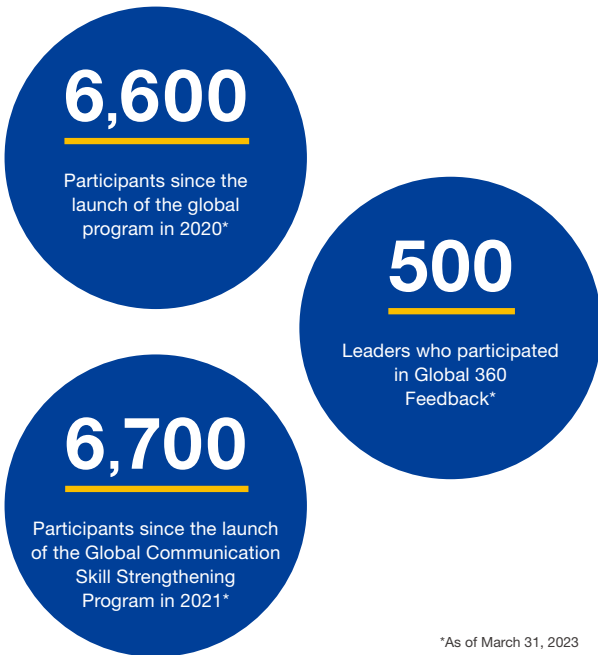 6,600
Participants since the
launch of the global
program in 2020*
500
Leaders who participated
in Global 360
Feedback*
6,700
Participants since the launch
of the Global Communication
Skill Strengthening
Program in 2021*
*As of March 31, 2023